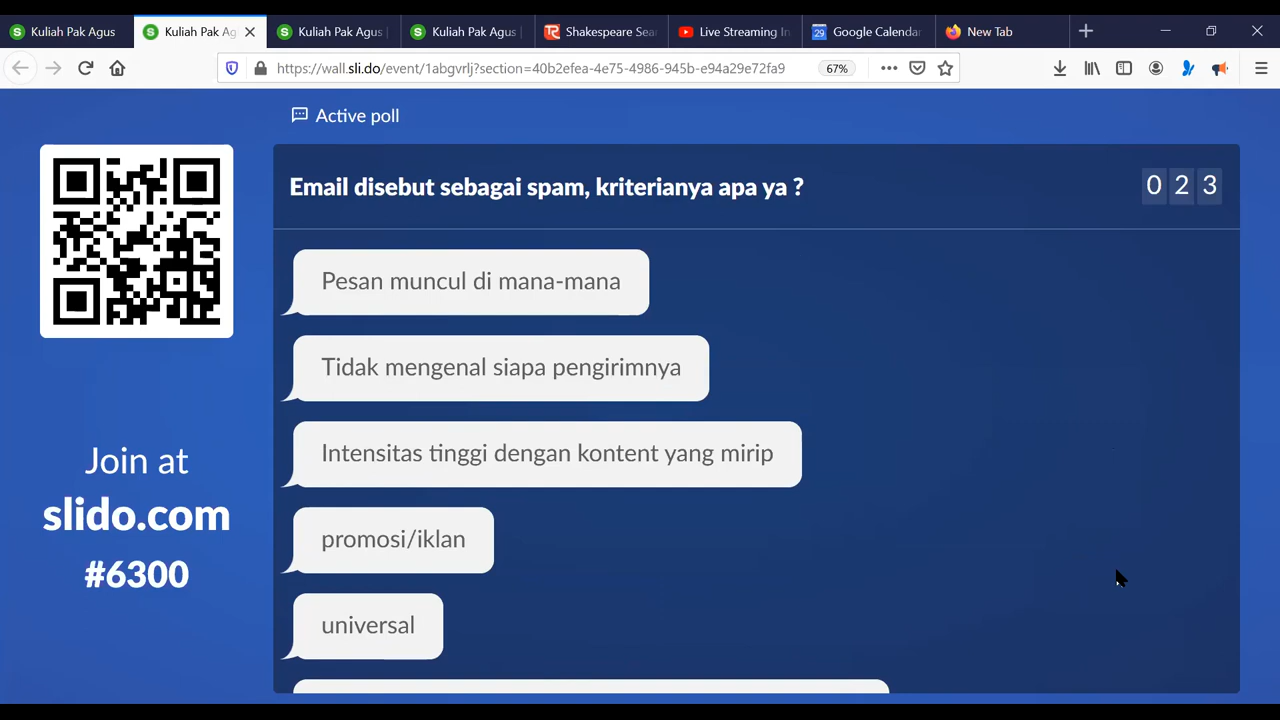 Kuliah Pak Agus
Kuliah Pak Ag
Kuliah Pak Agus |
Kuliah Pak Agus |
Shakespeare Sea
Live Streaming In
29
Google Calenda
New Tab
https://wall.sli.do/event/1abgvrlj?section=40b2efea-4e75-4986-945b-e94a29e72fa9
67%
Active poll
Email disebut sebagai spam, kriterianya apa ya ?
0 2 3
Pesan muncul di mana-mana
Tidak mengenal siapa pengirimnya
Intensitas tinggi dengan kontent yang mirip
promosi/iklan
universal
Join at
slido.com
#6300